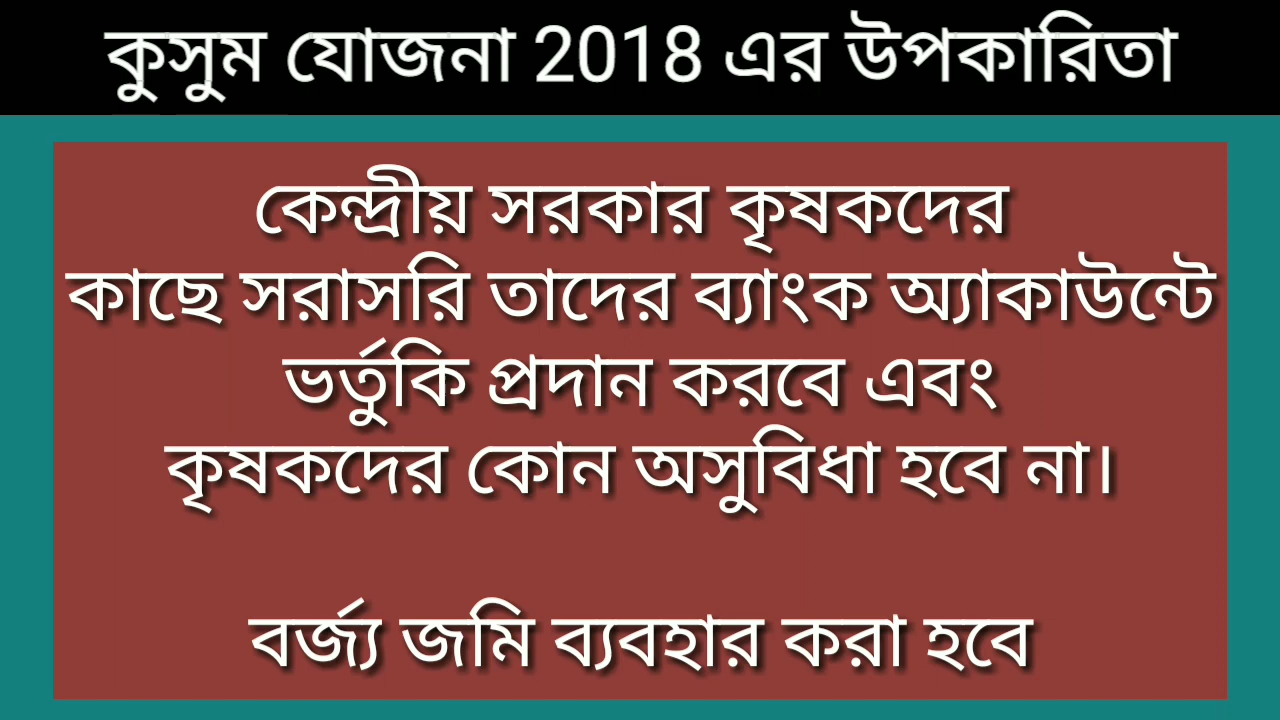 কুসুম যোজনা 2018 এর উপকারিতা
কেন্দ্রীয় সরকার কৃষকদের
কাছে সরাসরি তাদের ব্যাংক অ্যাকাউন্টে
ভর্তুকি প্রদান করবে এবং
কৃষকদের কোন অসুবিধা হবে না।
বর্জ্য জমি ব্যবহার করা হবে